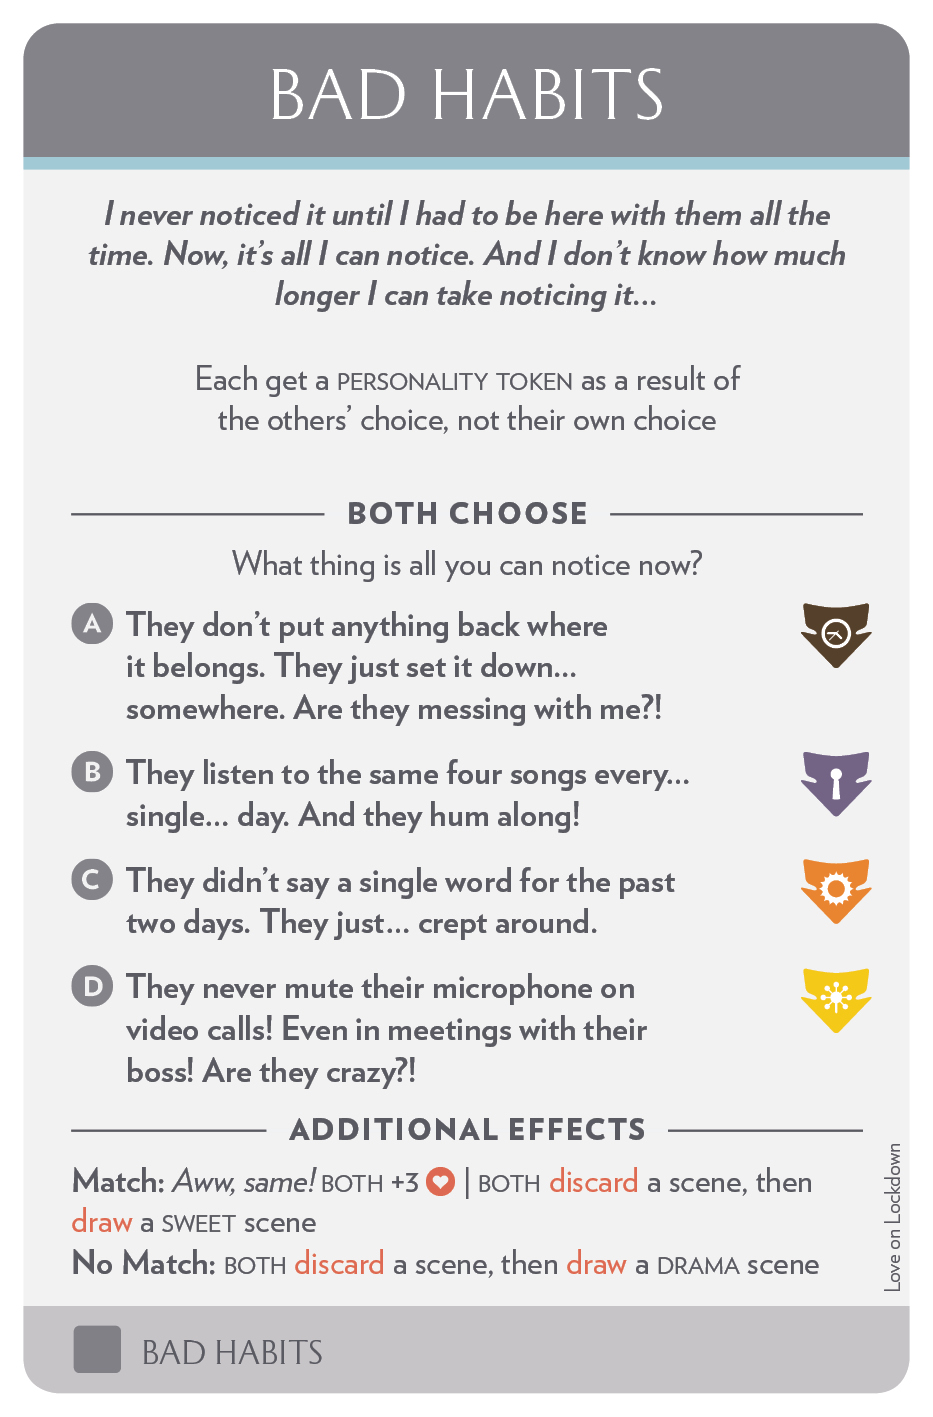 BAD HABITS
I never noticed it until I had to be here with them all the
time. Now, it's all I can notice. And I don't know how much
longer I can take noticing it...
Each get a PERSONALITY TOKEN as a result of
the others' choice, not their own choice
BOTH CHOOSE
What thing is all you can notice now?
A They don't put anything back where
it belongs. They just set it down...
somewhere. Are they messing with me?!
B They listen to the same four songs every...
single... day. And they hum along!
C They didn't say a single word for the past
two days. They just... crept around.
D They never mute their microphone on
video calls! Even in meetings with their
boss! Are they crazy?!
ADDITIONAL EFFECTS
Match: Aww, same! BOTH +3 | BOTH discard a scene, then
draw a SWEET scene
No Match: BOTH discard a scene, then draw a DRAMA scene
Love on Lockdown
BAD HABITS